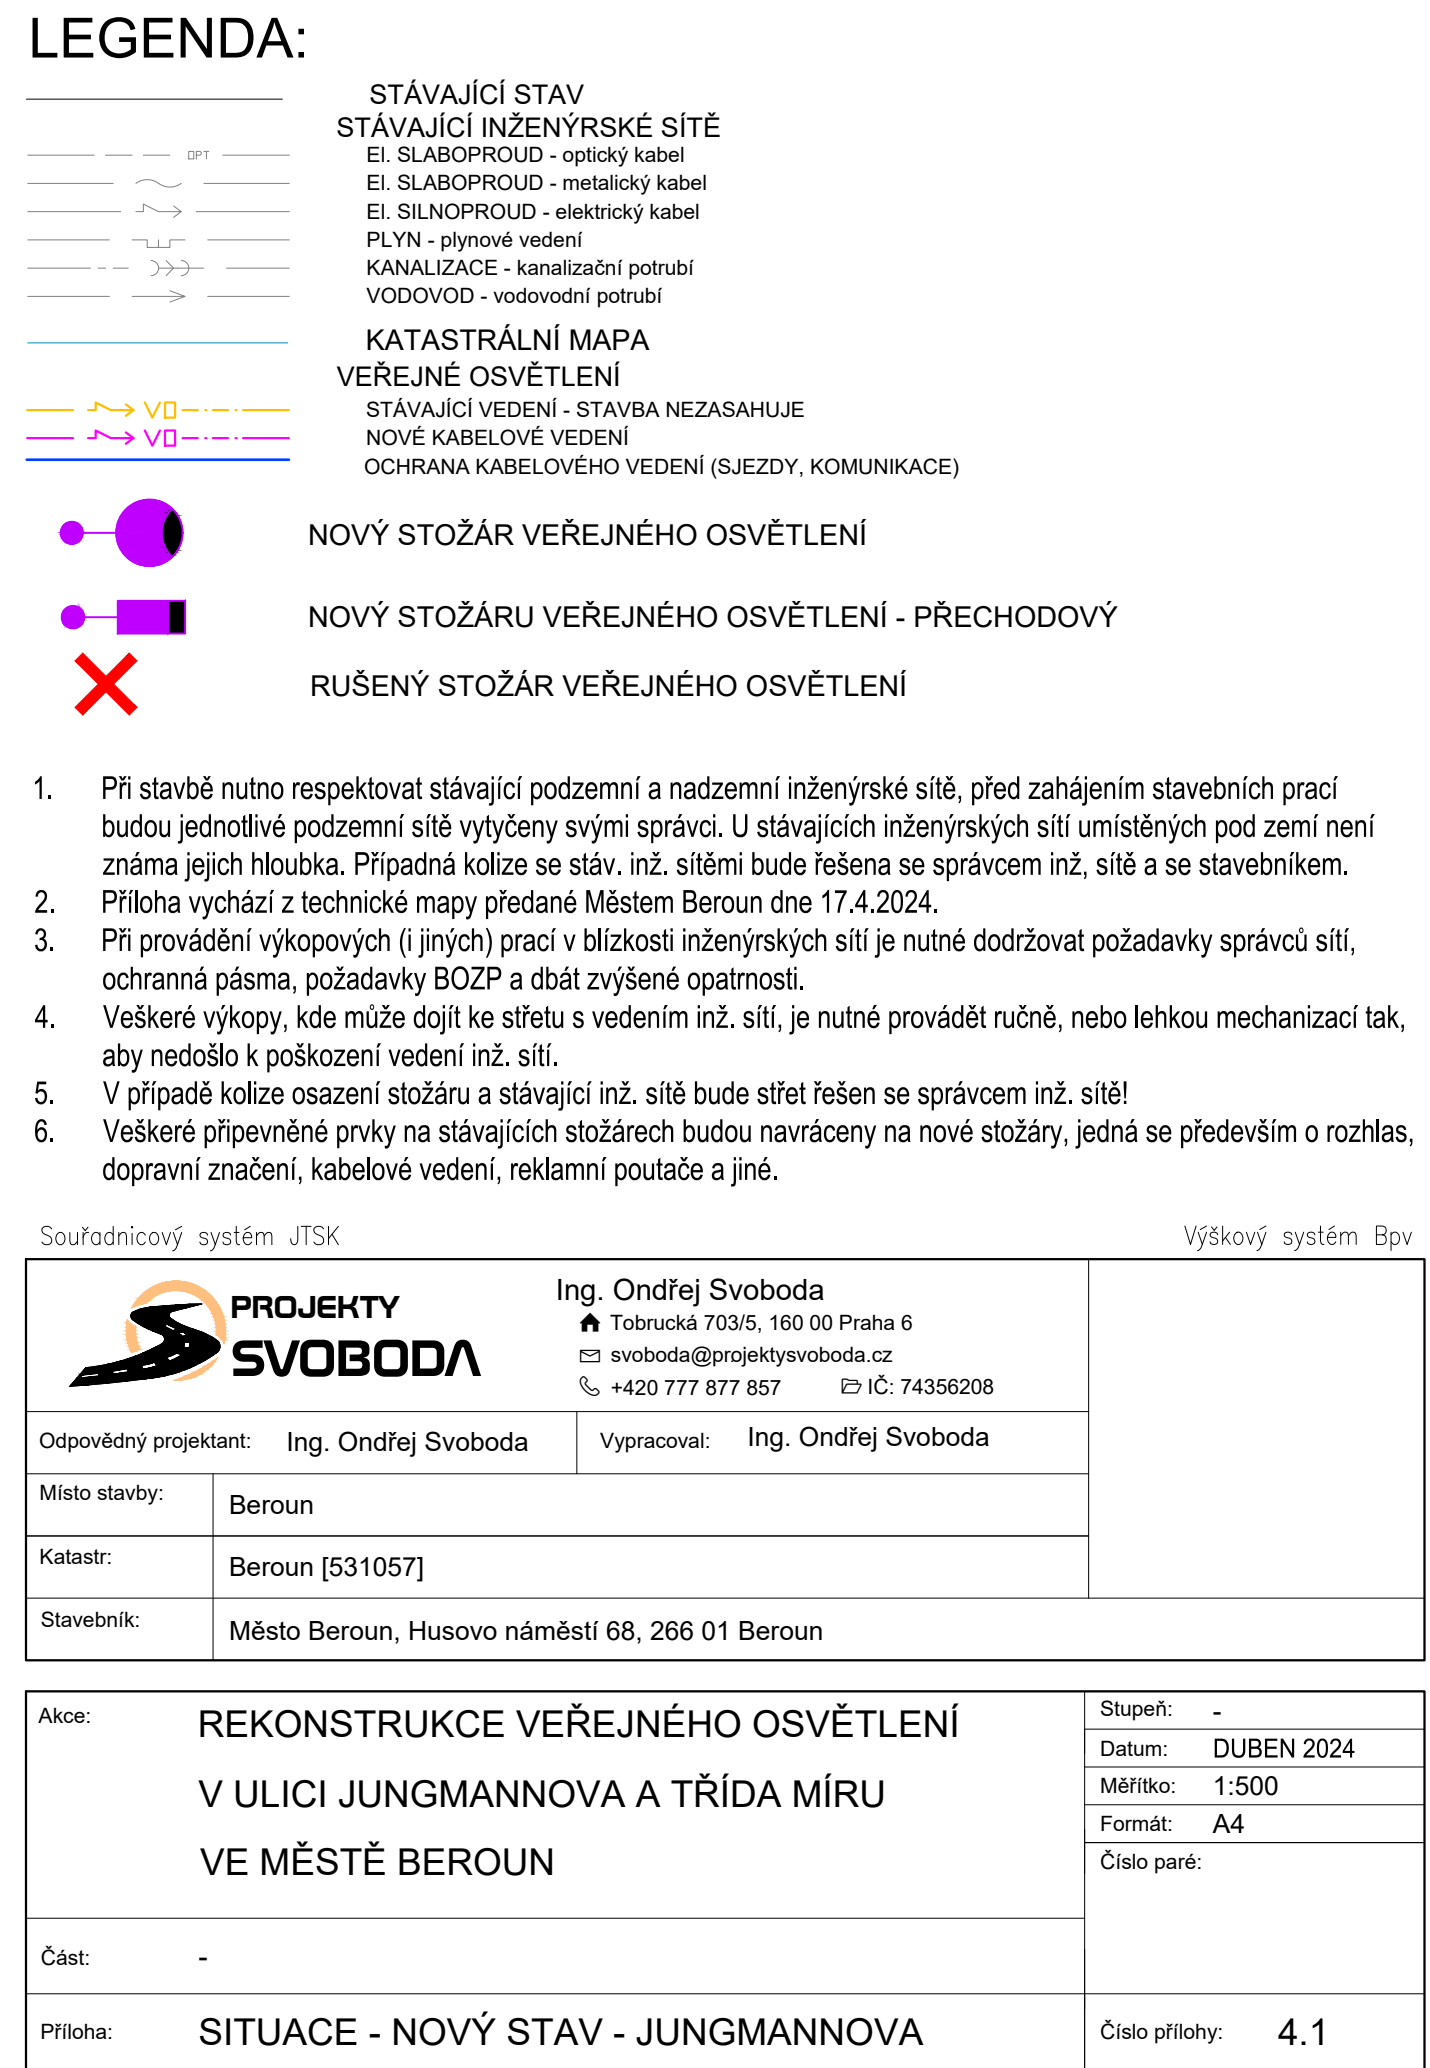 LEGENDA:
STÁVAJÍCÍ STAV
STÁVAJÍCÍ INŽENÝRSKÉ SÍTĚ
OPT
El. SLABOPROUD - optický kabel
El. SLABOPROUD - metalický kabel
El. SILNOPROUD - elektrický kabel
PLYN - plynové vedení
KANALIZACE - kanalizační potrubí
VODOVOD - vodovodní potrubí
KATASTRÁLNÍ MAPA
VEŘEJNÉ OSVĚTLENÍ
VO STÁVAJÍCÍ VEDENÍ - STAVBA NEZASAHUJE
VO NOVÉ KABELOVÉ VEDENÍ
OCHRANA KABELOVÉHO VEDENÍ (SJEZDY, KOMUNIKACE)
NOVÝ STOŽÁR VEŘEJNÉHO OSVĚTLENÍ
NOVÝ STOŽÁRU VEŘEJNÉHO OSVĚTLENÍ - PŘECHODOVÝ
RUŠENÝ STOŽÁR VEŘEJNÉHO OSVĚTLENÍ
1. Při stavbě nutno respektovat stávající podzemní a nadzemní inženýrské sítě, před zahájením stavebních prací
budou jednotlivé podzemní sítě vytyčeny svými správci. U stávajících inženýrských sítí umístěných pod zemí není
známa jejich hloubka. Případná kolize se stáv. inž. sítěmi bude řešena se správcem inž, sítě a se stavebníkem.
2. Příloha vychází z technické mapy předané Městem Beroun dne 17.4.2024.
3. Při provádění výkopových (i jiných) prací v blízkosti inženýrských sítí je nutné dodržovat požadavky správců sítí,
ochranná pásma, požadavky BOZP a dbát zvýšené opatrnosti.
4. Veškeré výkopy, kde může dojít ke střetu s vedením inž. sítí, je nutné provádět ručně, nebo lehkou mechanizací tak,
aby nedošlo k poškození vedení inž. sítí.
5. V případě kolize osazení stožáru a stávající inž. sítě bude střet řešen se správcem inž. sítě!
6. Veškeré připevněné prvky na stávajících stožárech budou navráceny na nové stožáry, jedná se především o rozhlas,
dopravní značení, kabelové vedení, reklamní poutače a jiné.
Souřadnicový systém JTSK
Výškový systém Bpv
PROJEKTY
SVOBODA
Ing. Ondřej Svoboda
Tobrucká 703/5, 160 00 Praha 6
svoboda@projektysvoboda.cz
+420 777 877 857 IČ: 74356208
Odpovědný projektant: Ing. Ondřej Svoboda
Vypracoval: Ing. Ondřej Svoboda
Místo stavby: Beroun
Katastr: Beroun [531057]
Stavebník: Město Beroun, Husovo náměstí 68, 266 01 Beroun
Akce: REKONSTRUKCE VEŘEJNÉHO OSVĚTLENÍ
V ULICI JUNGMANNOVA A TŘÍDA MÍRU
VE MĚSTĚ BEROUN
Stupeň: -
Datum: DUBEN 2024
Měřítko: 1:500
Formát: A4
Číslo paré:
Část: -
Příloha: SITUACE - NOVÝ STAV - JUNGMANNOVA
Číslo přílohy: 4.1